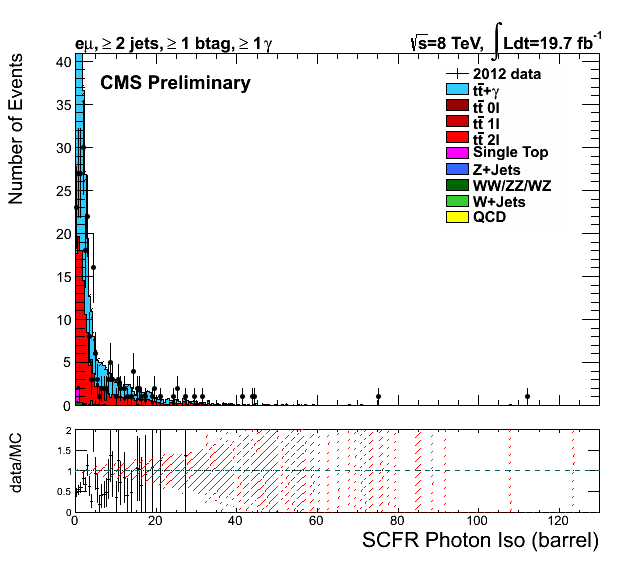 eμ, ≥ 2 jets, ≥ 1 btag, ≥ 1 γ √s=8 TeV, ∫Ldt=19.7 fb⁻¹
CMS Preliminary
Number of Events
40
35
30
25
20
15
10
5
0
2012 data
tt̄+γ
tt̄ 0l
tt̄ 1l
tt̄ 2l
Single Top
Z+Jets
WW/ZZ/WZ
W+Jets
QCD
data/MC
2
1.5
1
0.5
0
0 20 40 60 80 100 120
SCFR Photon Iso (barrel)